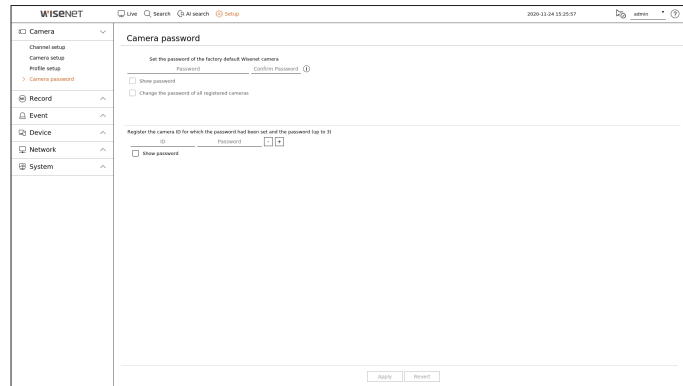 WISENET
Live Search AI search Setup 2020-11-24 15:25:57 admin ?
Camera
Channel setup
Camera setup
Profile setup
> Camera password
Record
Event
Device
Network
System
Camera password
Set the password of the factory default Wisenet camera
Password Confirm Password i
Show password
Change the password of all registered cameras
Register the camera ID for which the password had been set and the password (up to 3)
ID Password - +
Show password
Apply Revert